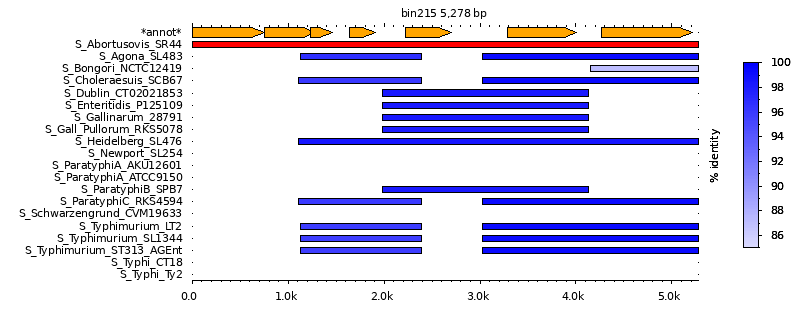 bin215 5,278 bp
*annot*
S_Abortusovis_SR44
S_Agona_SL483
S_Bongori_NCTC12419
S_Choleraesuis_SCB67
S_Dublin_CT02021853
S_Enteritidis_P125109
S_Gallinarum_28791
S_Gall_Pullorum_RKS5078
S_Heidelberg_SL476
S_Newport_SL254
S_ParatyphiA_AKU12601
S_ParatyphiA_ATCC9150
S_ParatyphiB_SPB7
S_ParatyphiC_RKS4594
S_Schwarzengrund_CVM19633
S_Typhimurium_LT2
S_Typhimurium_SL1344
S_Typhimurium_ST313_AGEnt
S_Typhi_CT18
S_Typhi_Ty2
0.0 1.0k 2.0k 3.0k 4.0k 5.0k
% identity
100
98
96
94
92
90
88
86